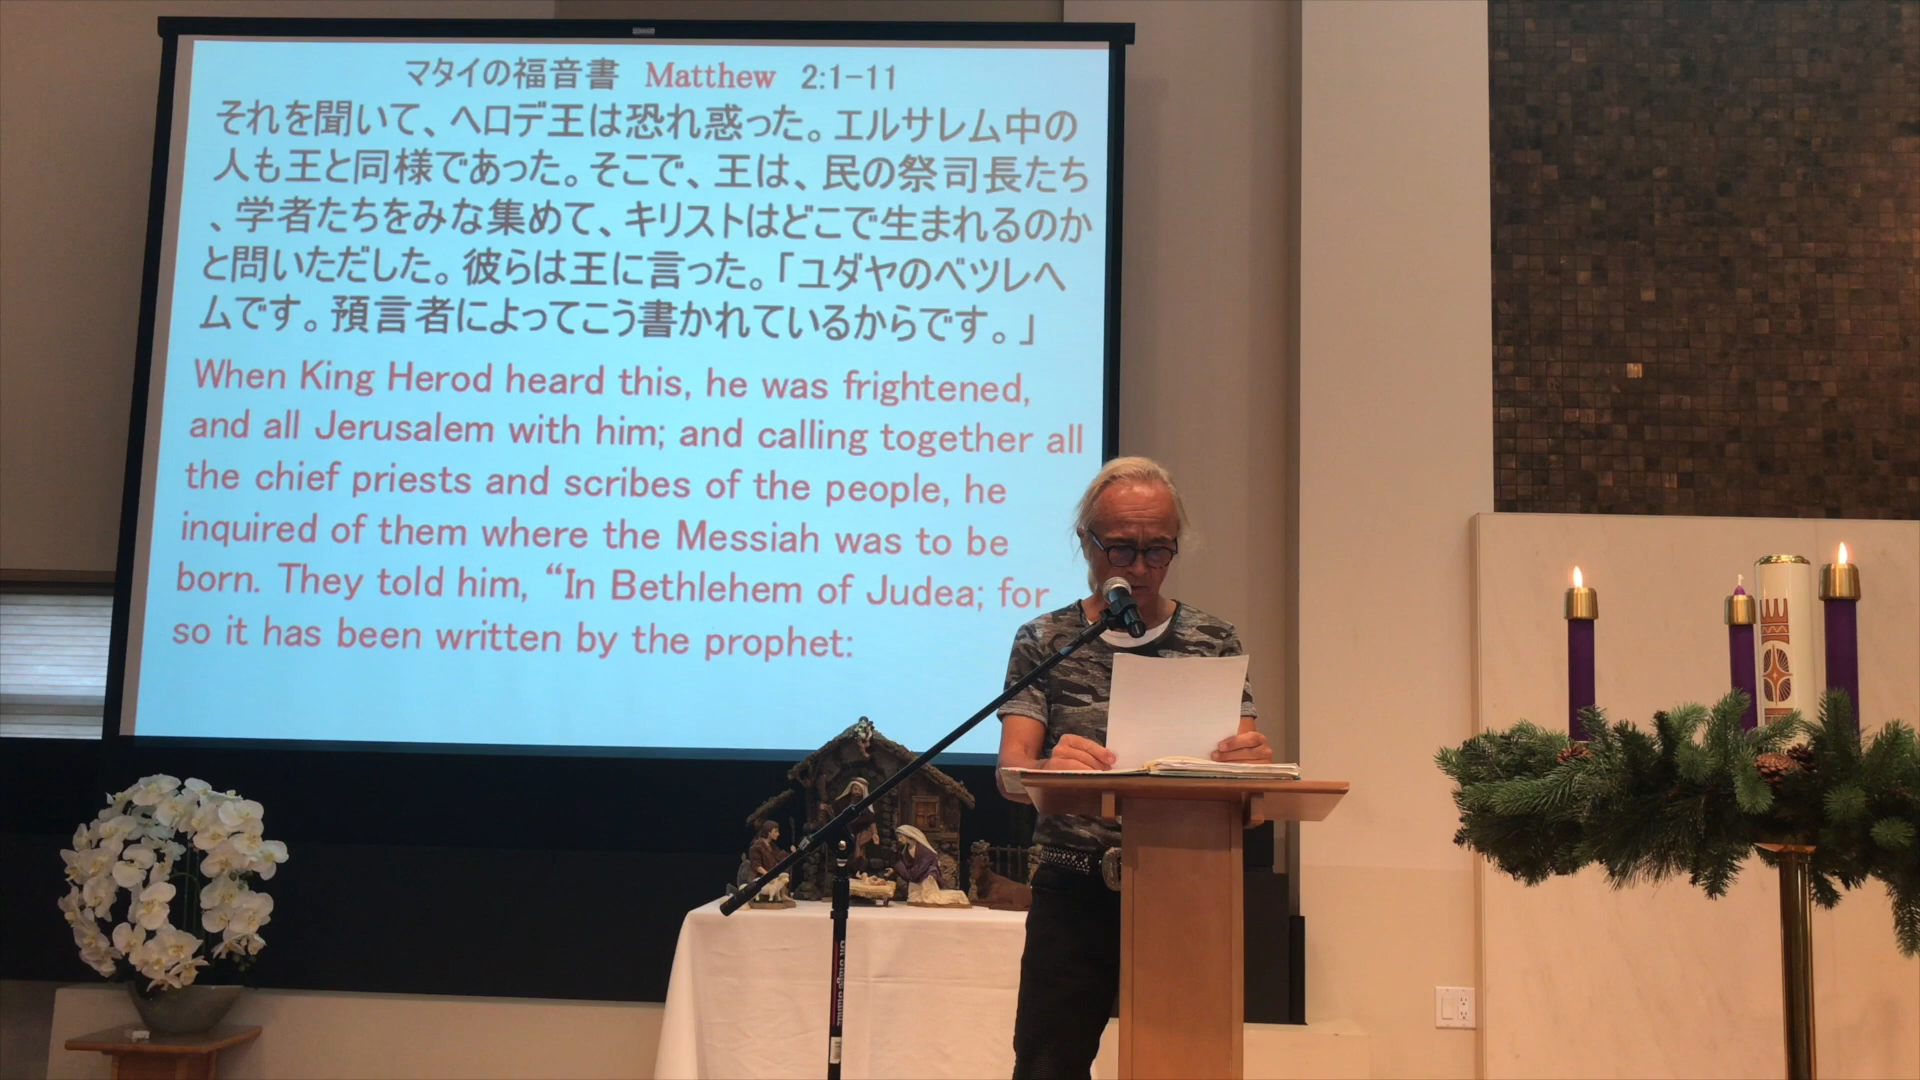 マタイの福音書 Matthew 2:1-11
それを聞いて、ヘロデ王は恐れ惑った。エルサレム中の
人も王と同様であった。そこで、王は、民の祭司長たち
、学者たちをみな集めて、キリストはどこで生まれるのか
と問いただした。彼らは王に言った。「ユダヤのベツレヘ
ムです。預言者によってこう書かれているからです。」
When King Herod heard this, he was frightened,
and all Jerusalem with him; and calling together all
the chief priests and scribes of the people, he
inquired of them where the Messiah was to be
born. They told him, “In Bethlehem of Judea; for
so it has been written by the prophet: